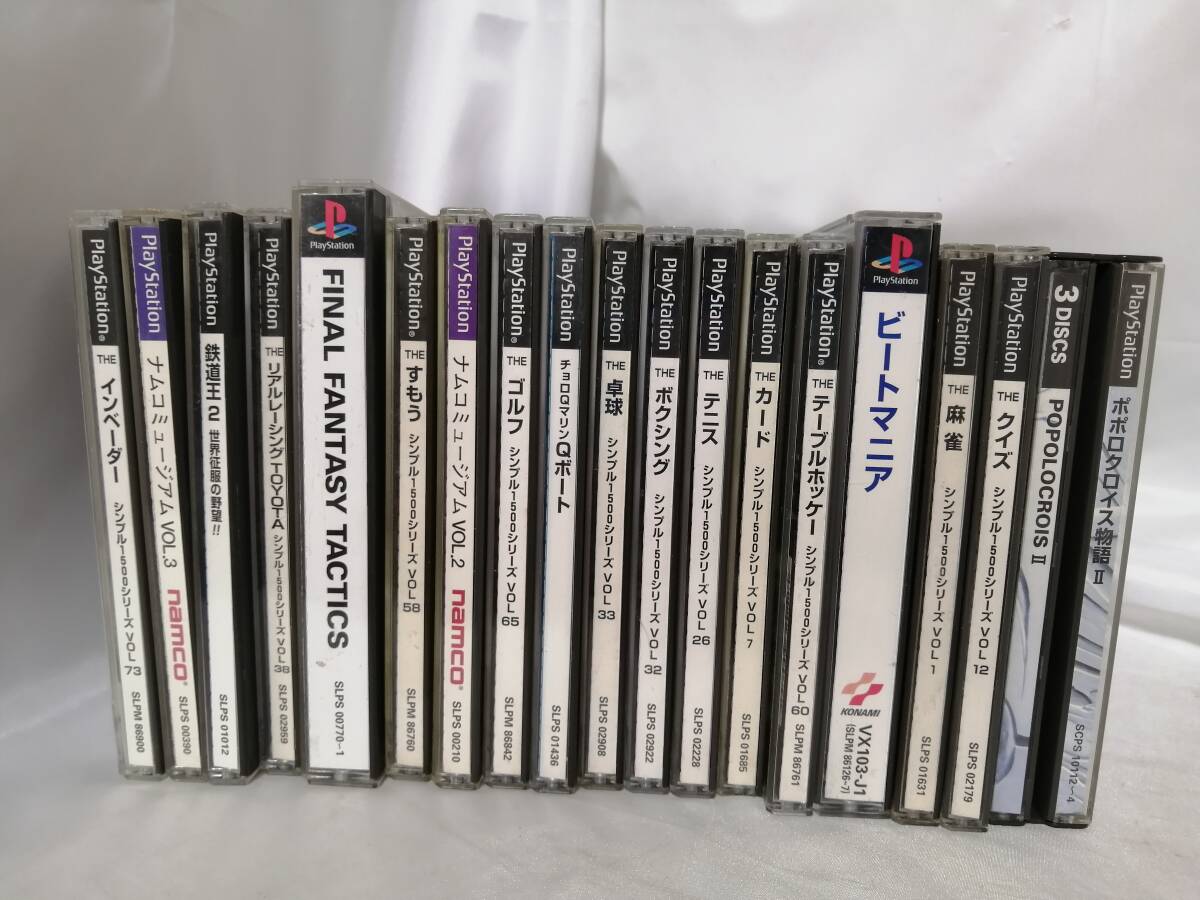 PlayStation® THE インベーダー シンプル1500シリーズ VOL 73 SLPM 86900
PlayStation ナムコミュージアム VOL.3 namco® SLPS 00390
PlayStation 鉄道王2 世界征服の野望!! SLPS 01012
PlayStation® THE リアルレーシングTOYOTA シンプル1500シリーズ VOL 38 SLPS 02959
PlayStation
FINAL FANTASY TACTICS SLPS 00770~1
PlayStation® THE すもう シンプル1500シリーズ VOL 58 SLPM 86760
PlayStation ナムコミュージアム VOL.2 namco® SLPS 00210
PlayStation® THE ゴルフ シンプル1500シリーズ VOL 65 SLPM 86842
PlayStation チョロQマリン Qボート SLPS 01436
PlayStation THE 卓球 シンプル1500シリーズ VOL 33 SLPS 02908
PlayStation THE ボクシング シンプル1500シリーズ VOL 32 SLPS 02922
PlayStation THE テニス シンプル1500シリーズ VOL 26 SLPS 02228
PlayStation THE カード シンプル1500シリーズ VOL 7 SLPS 01685
PlayStation® THE テーブルホッケー シンプル1500シリーズ VOL 60 SLPM 86761
PlayStation
ビートマニア
KONAMI
VX103-J1
(SLPM 86126~7)
PlayStation THE 麻雀 シンプル1500シリーズ VOL 1 SLPS 01631
PlayStation THE クイズ シンプル1500シリーズ VOL 12 SLPS 02179
3 DISCS POPOLOCROIS II
PlayStation ポポロクロイス物語 II SCPS 10112~4